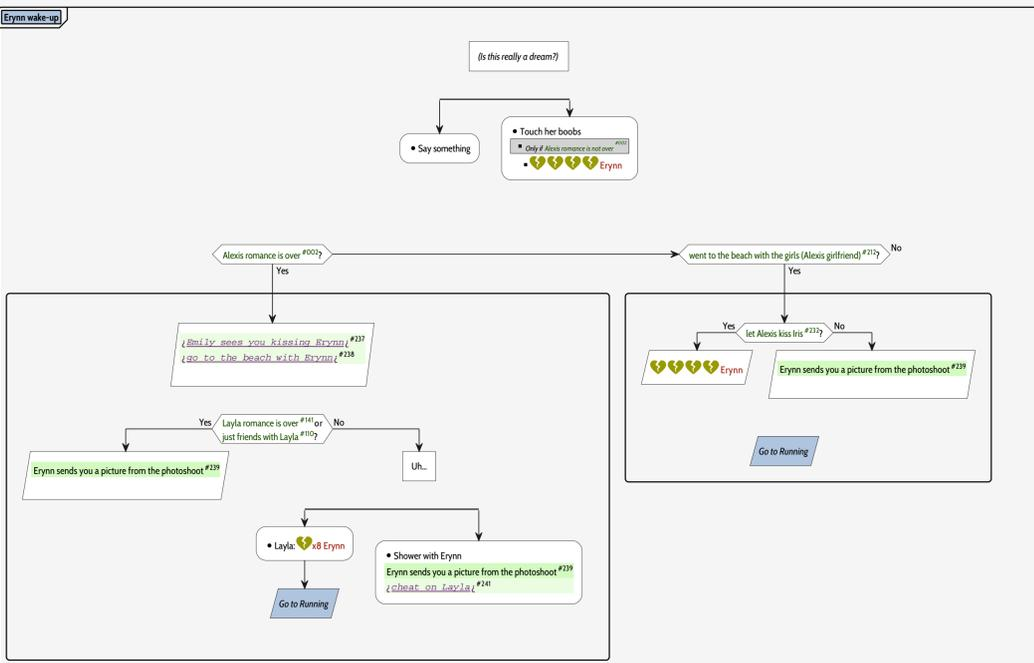 Erynn wake-up
(Is this really a dream?)
• Say something
• Touch her boobs
▪ Only if Alexis romance is not over #002
▪ Erynn
Alexis romance is over #002?
went to the beach with the girls (Alexis girlfriend) #212?
No
Yes
Yes
¿Emily sees you kissing Erynn¿ #237
¿go to the beach with Erynn¿ #238
Yes
let Alexis kiss Iris #232?
No
Erynn
Erynn sends you a picture from the photoshoot #239
Go to Running
Yes
Layla romance is over #141 or
just friends with Layla #110?
No
Erynn sends you a picture from the photoshoot #239
Uh...
• Layla: x8 Erynn
Go to Running
• Shower with Erynn
Erynn sends you a picture from the photoshoot #239
¿cheat on Layla¿ #241